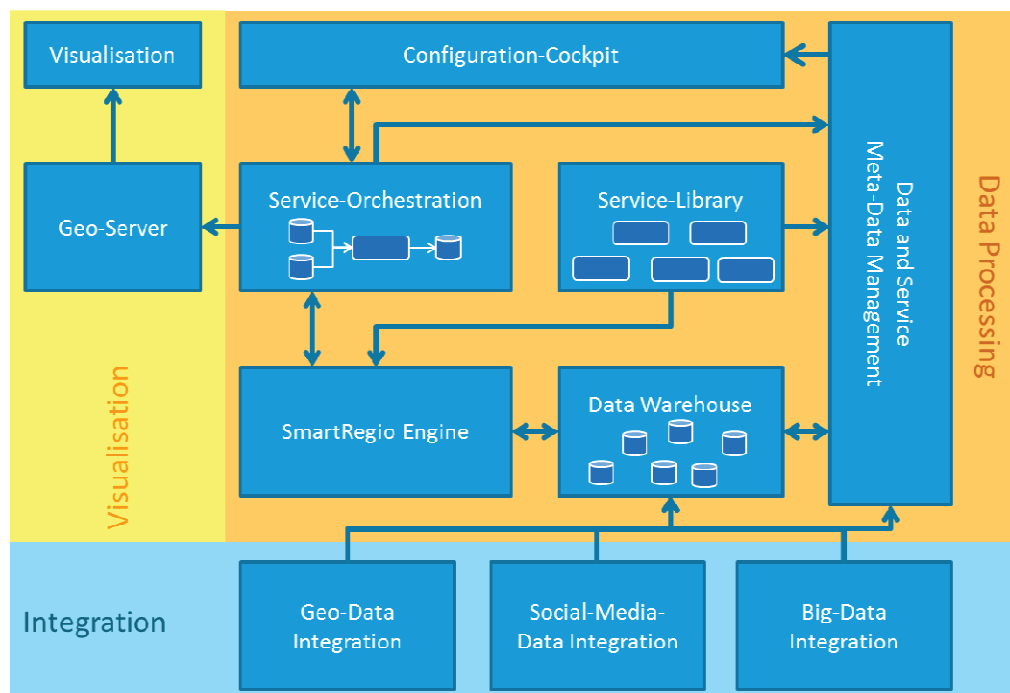 Visualisation
Configuration-Cockpit
Geo-Server
Service-Orchestration
Service-Library
Data and Service
Meta-Data Management
Data Processing
Visualisation
SmartRegio Engine
Data Warehouse
Integration
Geo-Data
Integration
Social-Media-
Data Integration
Big-Data
Integration